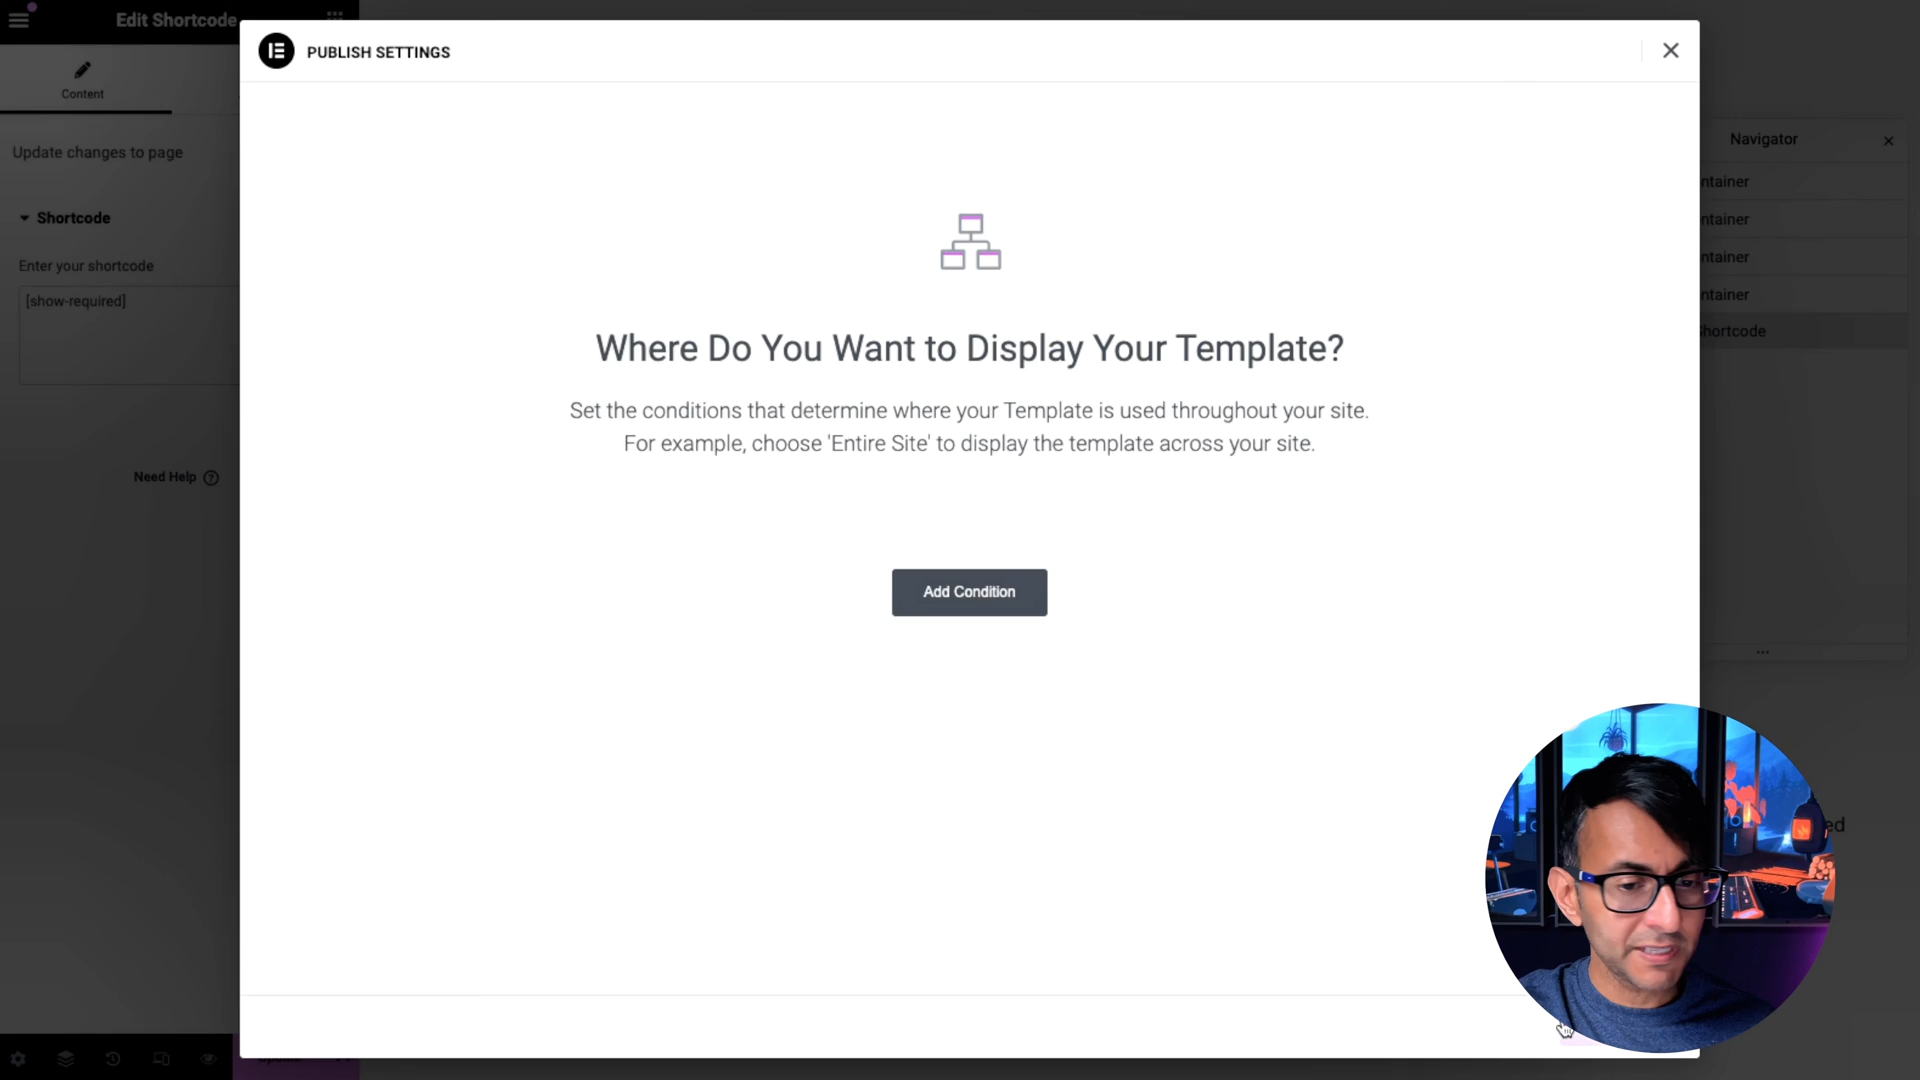 Edit Shortcode
PUBLISH SETTINGS
Content
Update changes to page
Shortcode
Enter your shortcode
[show-required]
Need Help
Where Do You Want to Display Your Template?
Set the conditions that determine where your Template is used throughout your site.
For example, choose 'Entire Site' to display the template across your site.
Add Condition
Navigator
ntainer
ntainer
ntainer
ntainer
Shortcode
ed